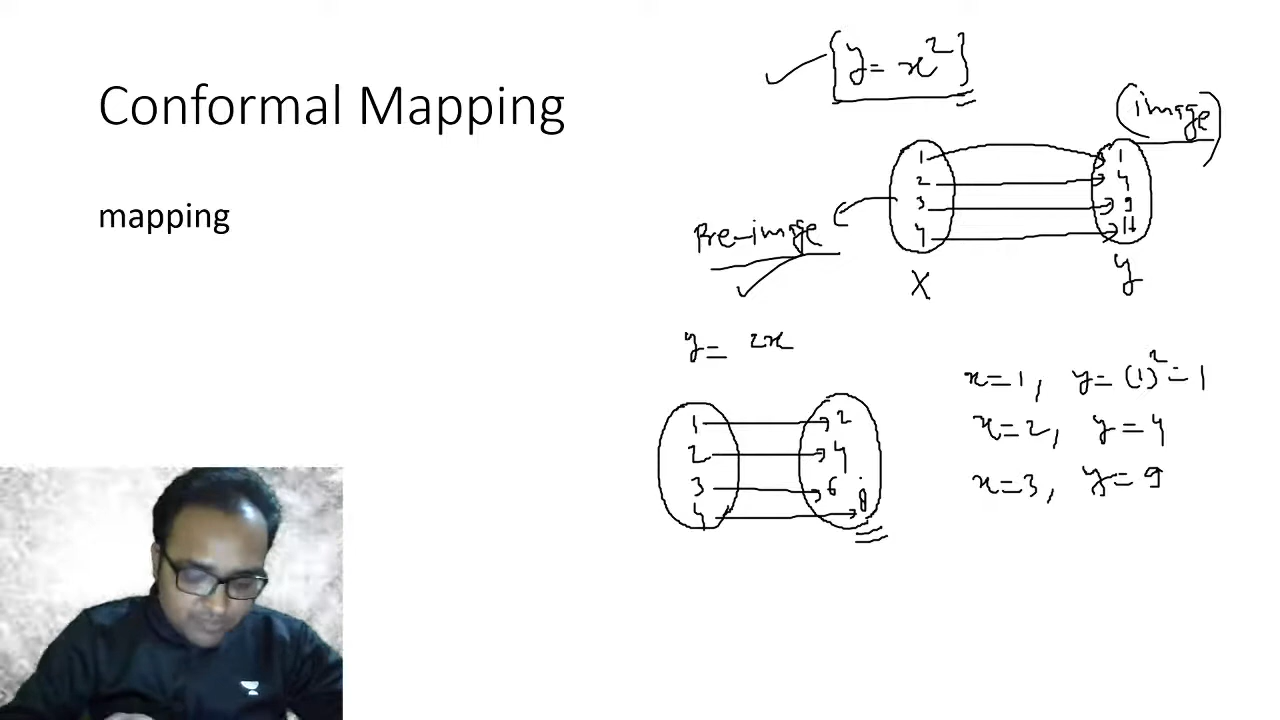 Conformal Mapping
mapping
y = x²
image
1 1
2 4
3 9
4
Pre-image
X y
y = 2x
1 2
2 4
3 6
4 8
x=1, y=(1)²=1
x=2, y=4
x=3, y=9